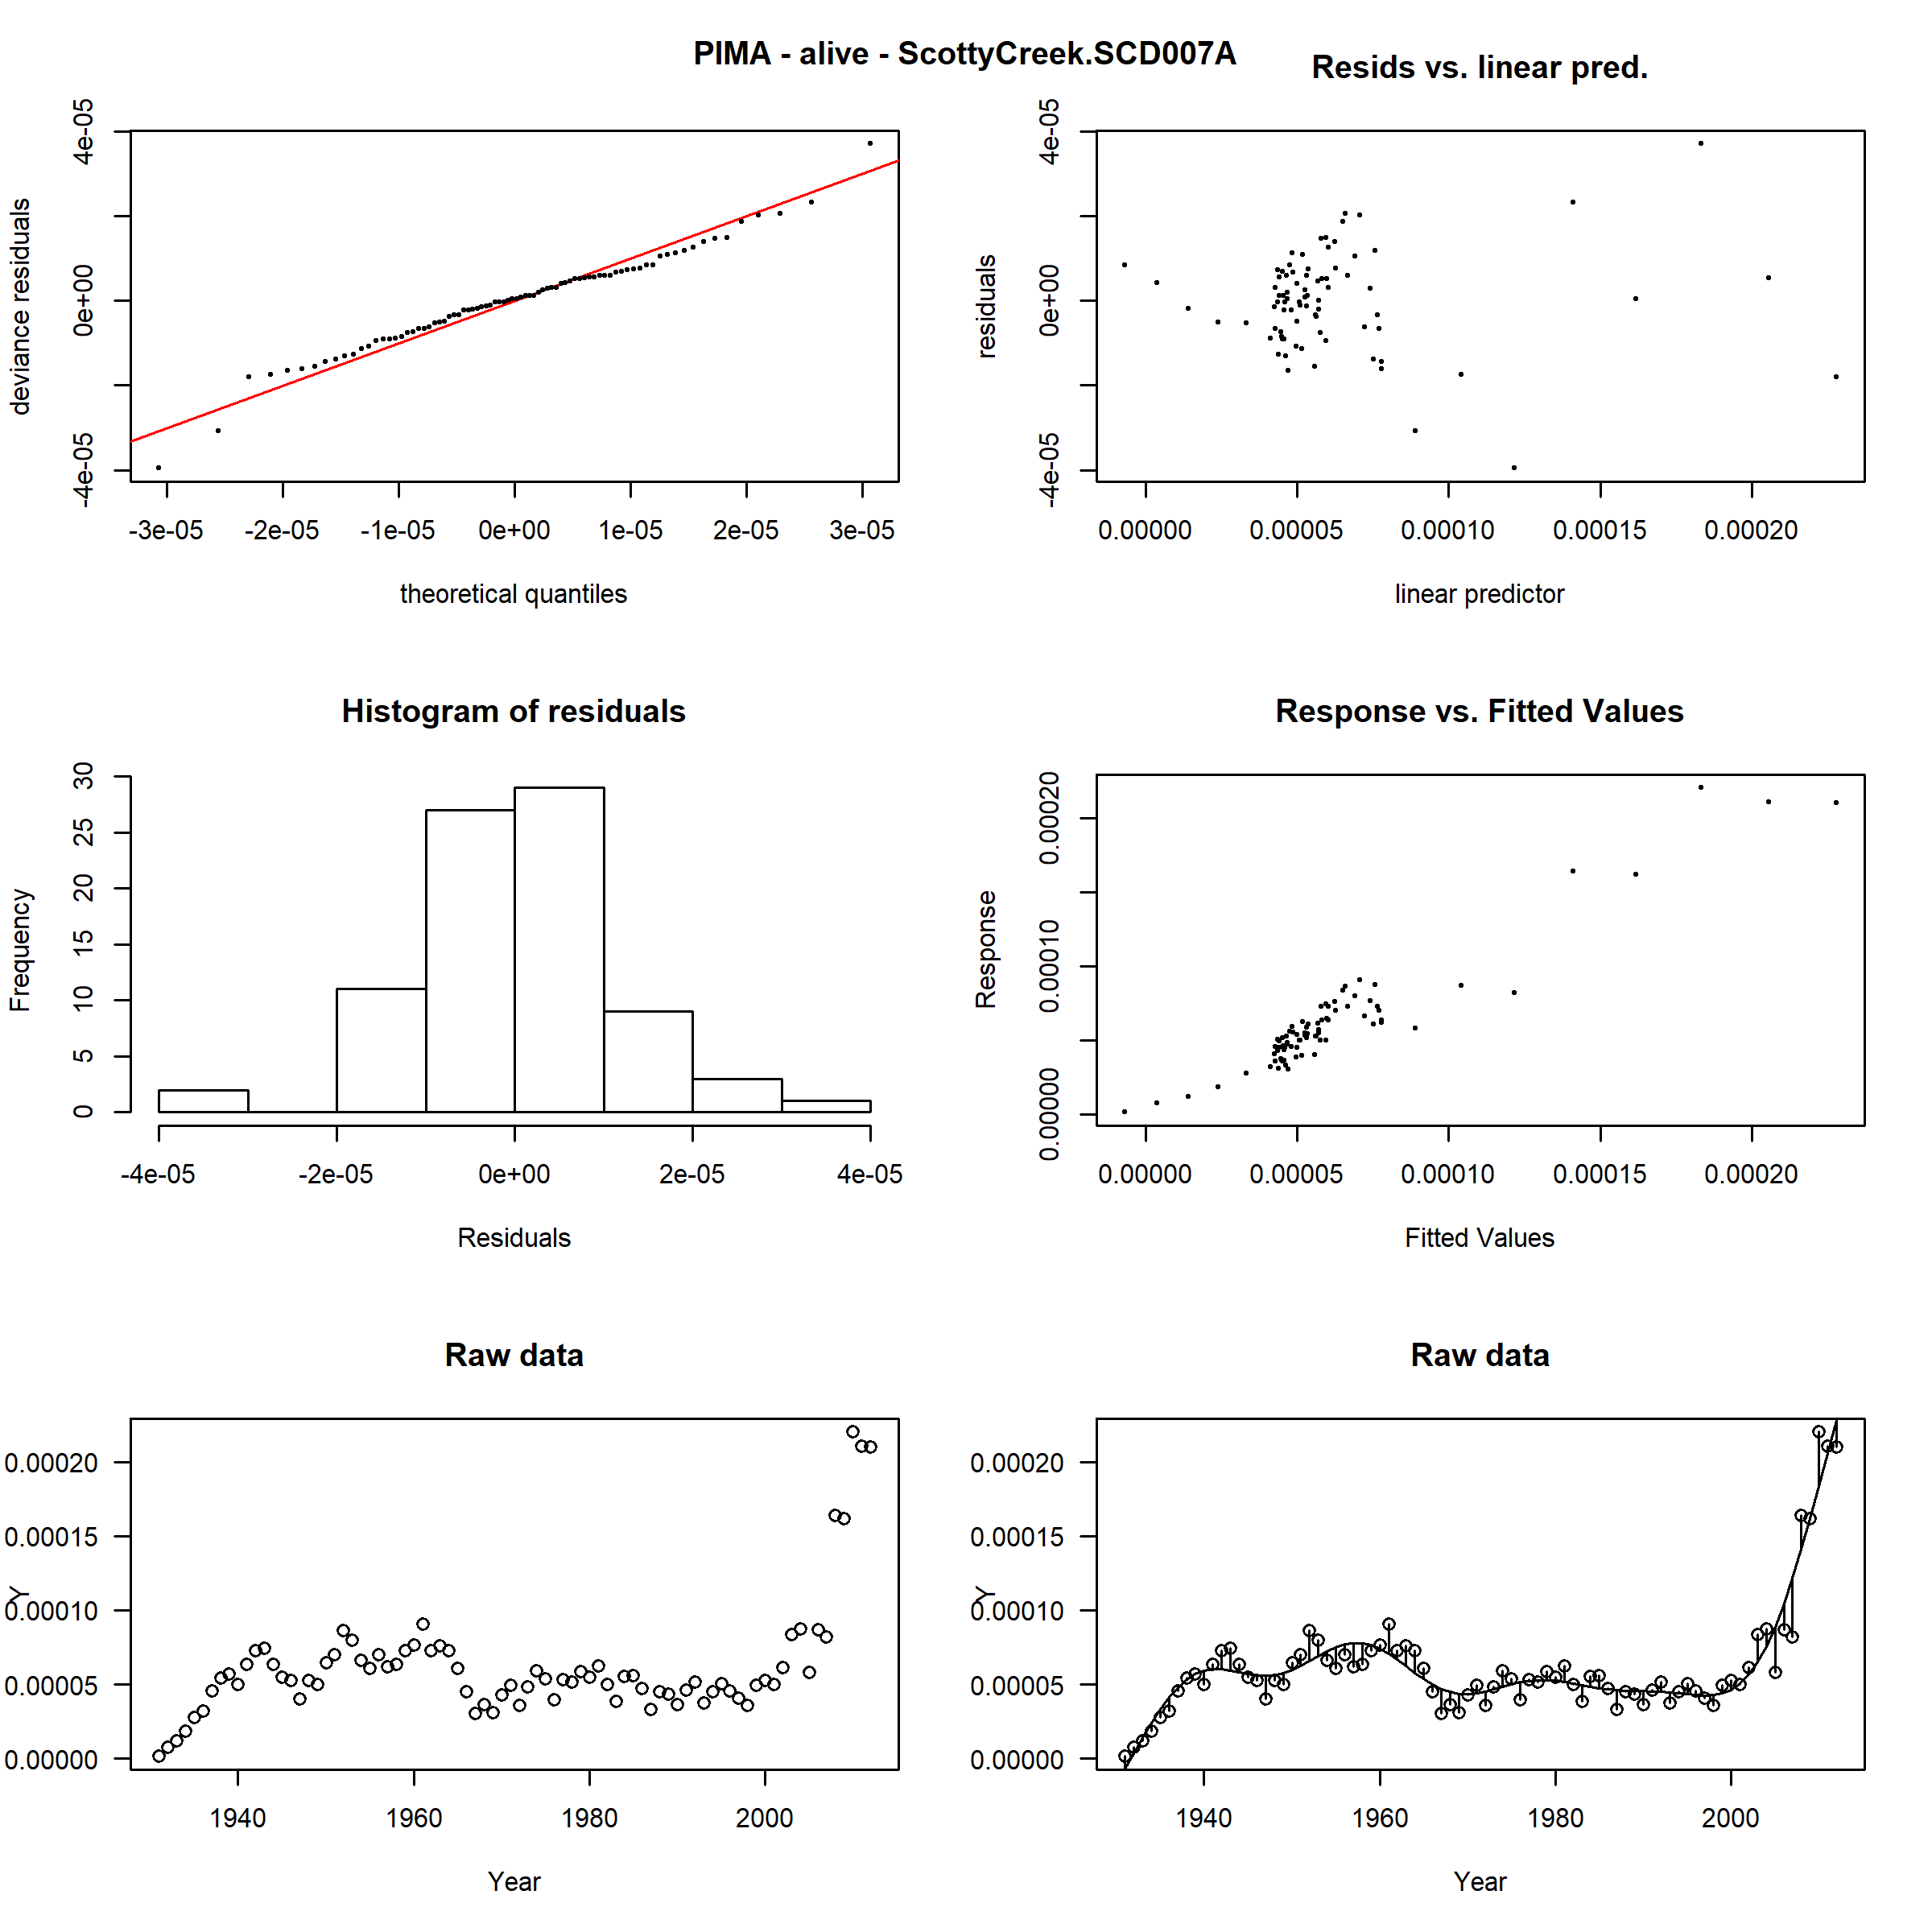 PIMA - alive - ScottyCreek.SCD007A
Resids vs. linear pred.
deviance residuals
-4e-05 0e+00 4e-05
-3e-05 -2e-05 -1e-05 0e+00 1e-05 2e-05 3e-05
theoretical quantiles
residuals
-4e-05 0e+00 4e-05
0.00000 0.00005 0.00010 0.00015 0.00020
linear predictor
Histogram of residuals
Frequency
0 5 10 15 20 25 30
-4e-05 -2e-05 0e+00 2e-05 4e-05
Residuals
Response vs. Fitted Values
Response
0.00000 0.00010 0.00020
0.00000 0.00005 0.00010 0.00015 0.00020
Fitted Values
Raw data
Y
0.00020
0.00015
0.00010
0.00005
0.00000
1940 1960 1980 2000
Year
Raw data
Y
0.00020
0.00015
0.00010
0.00005
0.00000
1940 1960 1980 2000
Year